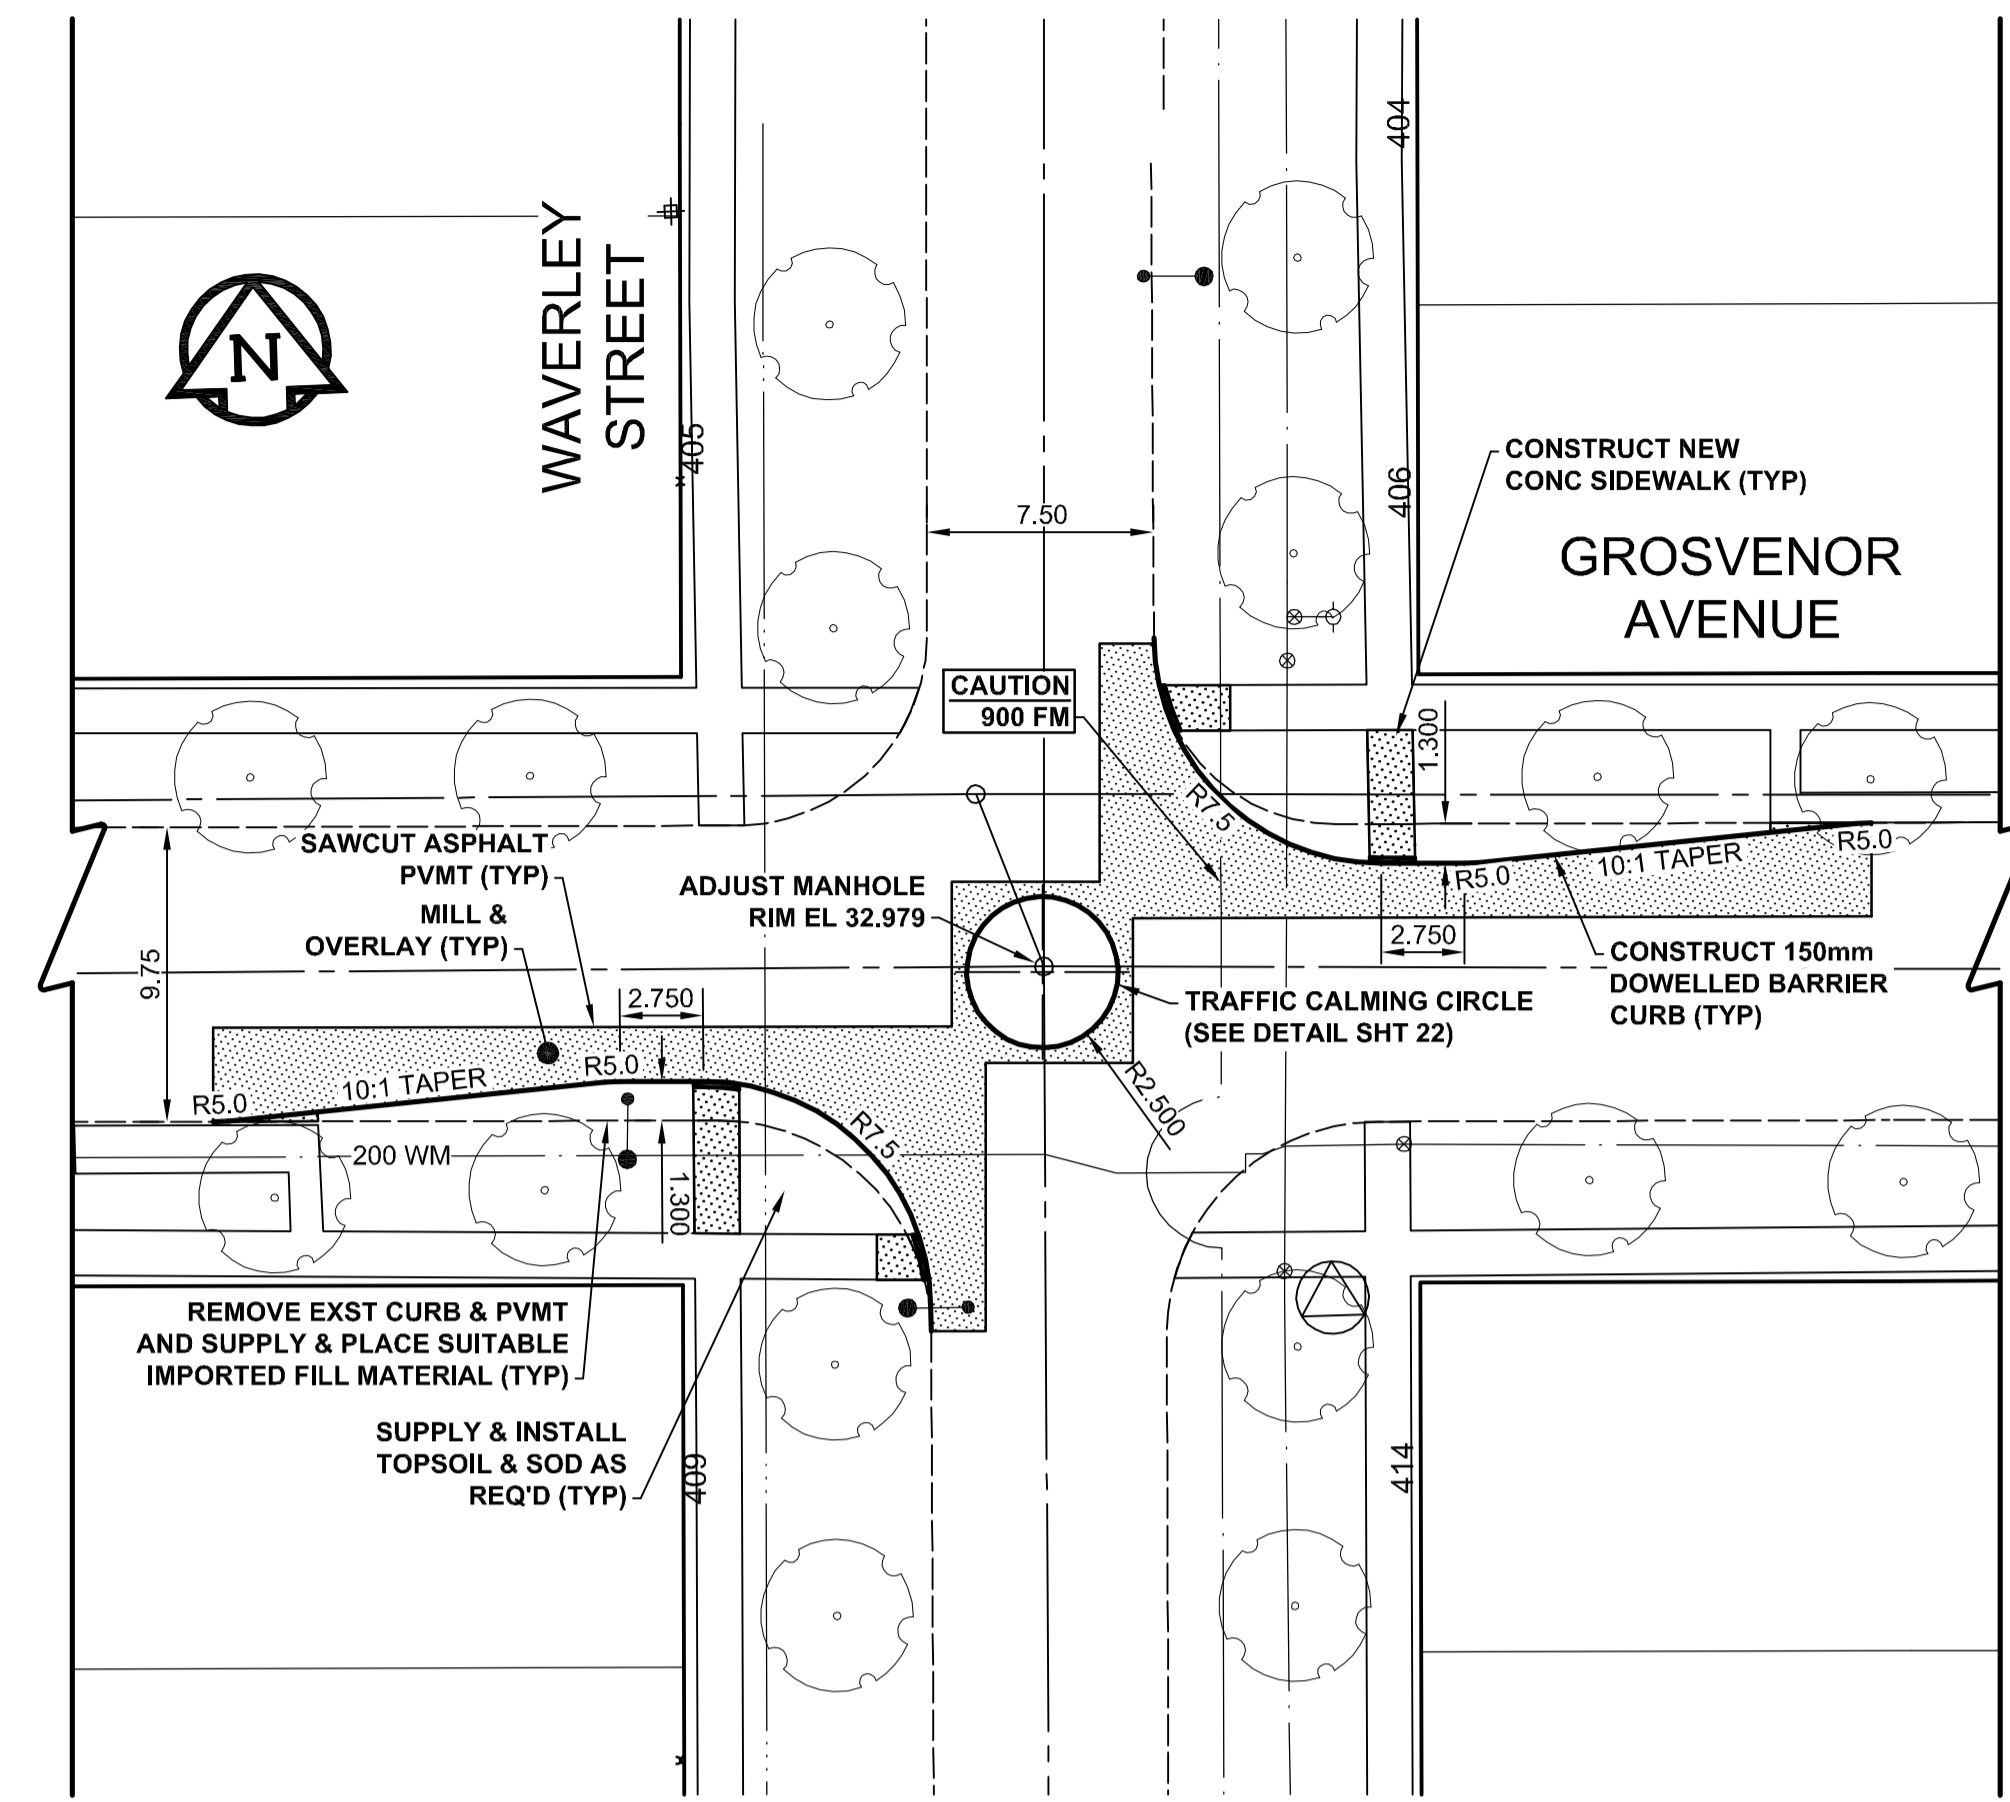 404
WAVERLEY
STREET
N
405
CONSTRUCT NEW
CONC SIDEWALK (TYP)
406
7.50
GROSVENOR
AVENUE
CAUTION
900 FM
1.300
R7.5
SAWCUT ASPHALT
PVMT (TYP)
R5.0
10:1 TAPER
R5.0
ADJUST MANHOLE
RIM EL 32.979
MILL &
OVERLAY (TYP)
2.750
9.75
CONSTRUCT 150mm
DOWELLED BARRIER
CURB (TYP)
2.750
TRAFFIC CALMING CIRCLE
(SEE DETAIL SHT 22)
R5.0
10:1 TAPER
R5.0
R2.500
R7.5
200 WM
1.300
REMOVE EXST CURB & PVMT
AND SUPPLY & PLACE SUITABLE
IMPORTED FILL MATERIAL (TYP)
SUPPLY & INSTALL
TOPSOIL & SOD AS
REQ'D (TYP)
409
414